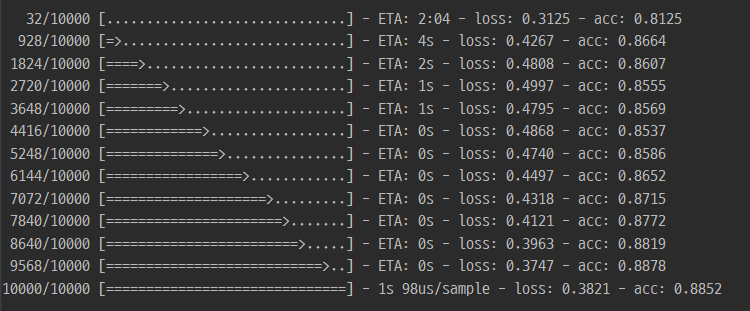 32/10000 [..............................] - ETA: 2:04 - loss: 0.3125 - acc: 0.8125
928/10000 [=>............................] - ETA: 4s - loss: 0.4267 - acc: 0.8664
1824/10000 [====>.........................] - ETA: 2s - loss: 0.4808 - acc: 0.8607
2720/10000 [=======>......................] - ETA: 1s - loss: 0.4997 - acc: 0.8555
3648/10000 [=========>....................] - ETA: 1s - loss: 0.4795 - acc: 0.8569
4416/10000 [============>.................] - ETA: 0s - loss: 0.4868 - acc: 0.8537
5248/10000 [==============>...............] - ETA: 0s - loss: 0.4740 - acc: 0.8586
6144/10000 [=================>............] - ETA: 0s - loss: 0.4497 - acc: 0.8652
7072/10000 [====================>.........] - ETA: 0s - loss: 0.4318 - acc: 0.8715
7840/10000 [======================>.......] - ETA: 0s - loss: 0.4121 - acc: 0.8772
8640/10000 [========================>.....] - ETA: 0s - loss: 0.3963 - acc: 0.8819
9568/10000 [===========================>..] - ETA: 0s - loss: 0.3747 - acc: 0.8878
10000/10000 [==============================] - 1s 98us/sample - loss: 0.3821 - acc: 0.8852